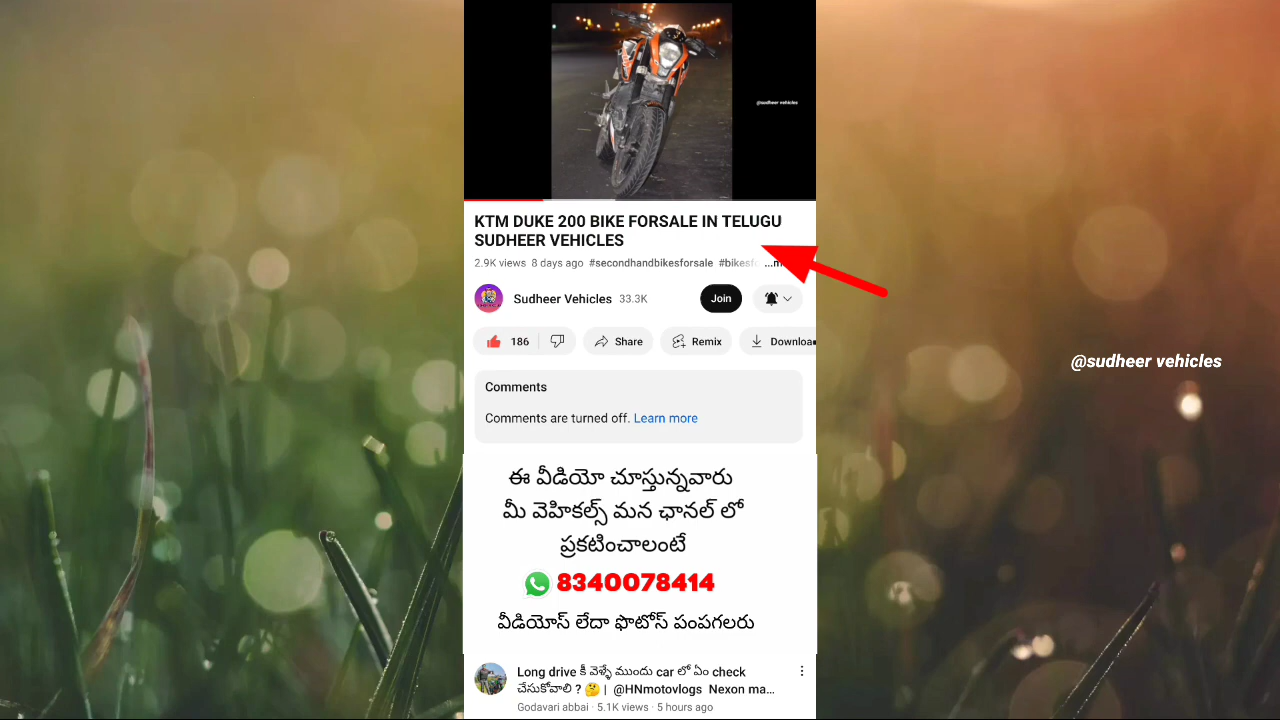 @sudheer vehicles
KTM DUKE 200 BIKE FORSALE IN TELUGU
SUDHEER VEHICLES
2.9K views 8 days ago #secondhandbikesforsale #bikesf ...m
Sudheer Vehicles 33.3K Join
186 Share Remix Downloa
Comments
Comments are turned off. Learn more
@sudheer vehicles
ఈ వీడియో చూస్తున్నవారు
మీ వెహికల్స్ మన ఛానల్ లో
ప్రకటించాలంటే
8340078414
వీడియోస్ లేదా ఫొటోస్ పంపగలరు
Long drive కి వెళ్ళే ముందు car లో ఏం check
చేసుకోవాలి ? 🤔 | @HNmotovlogs Nexon ma...
Godavari abbai · 5.1K views · 5 hours ago